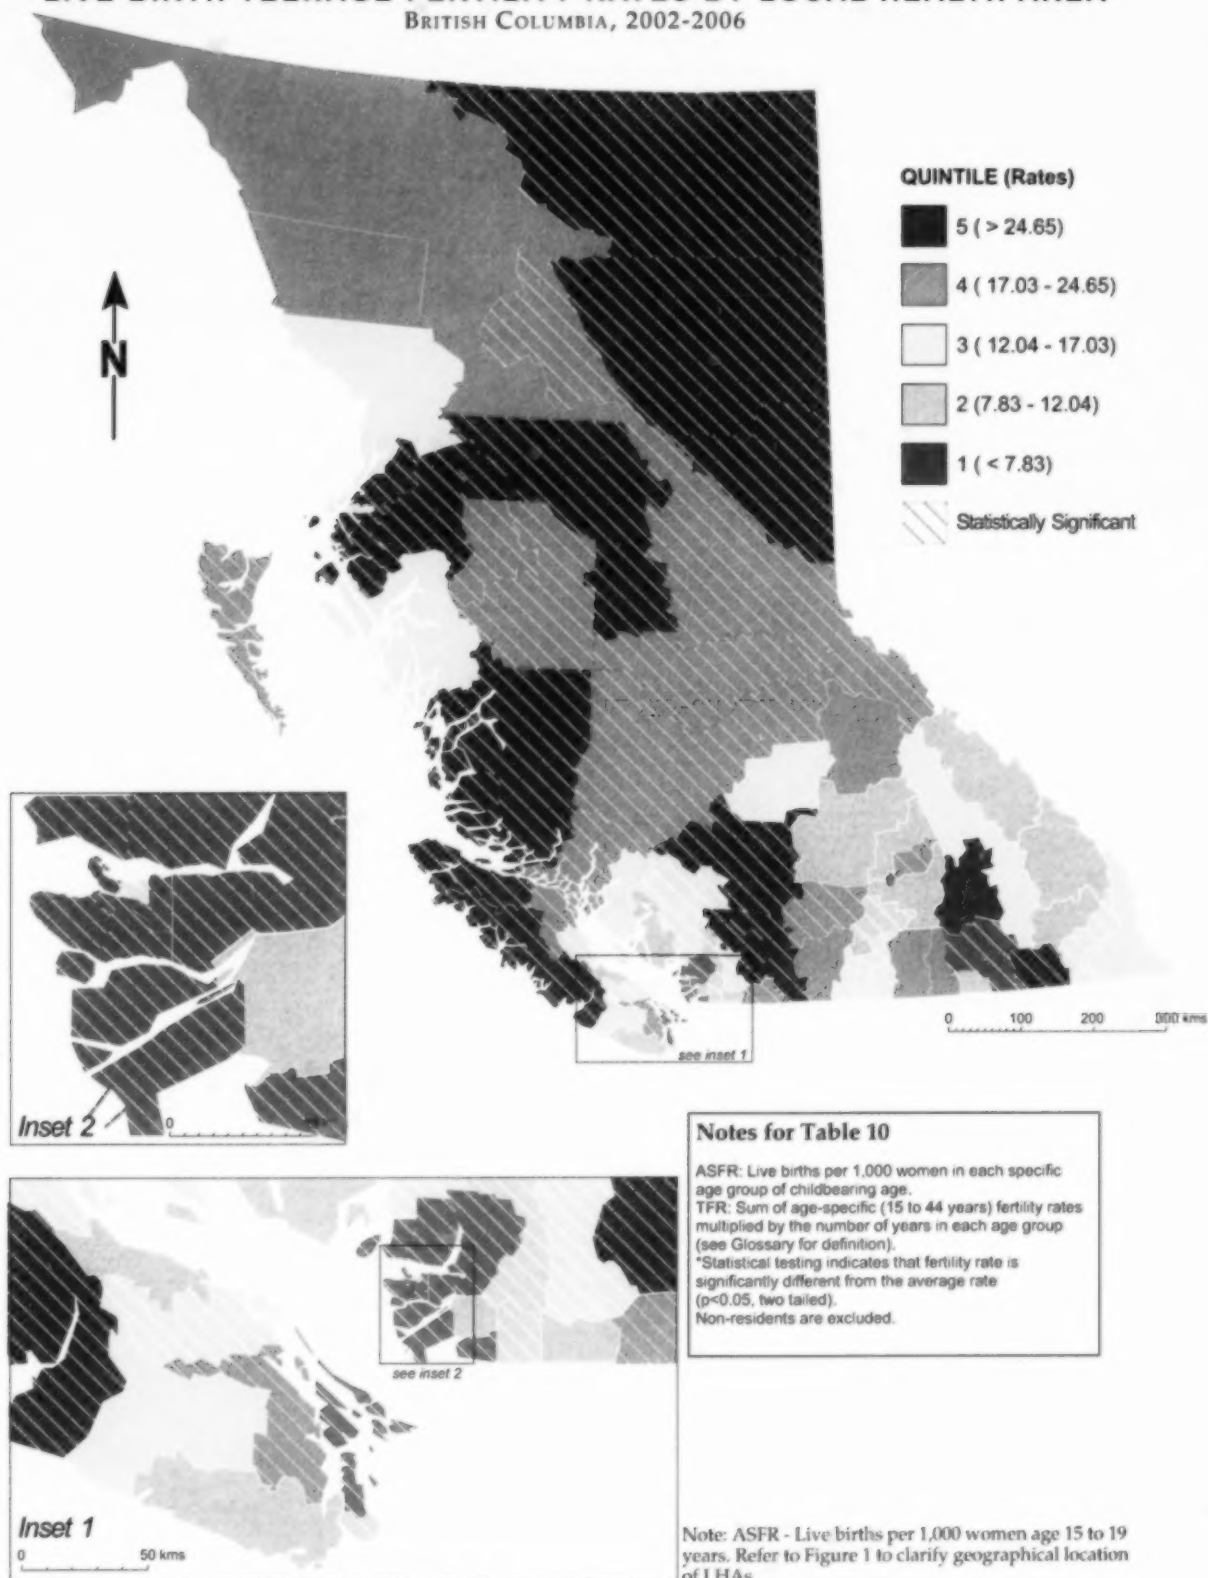 BRITISH COLUMBIA, 2002-2006
QUINTILE (Rates)
5 ( > 24.65)
4 ( 17.03 - 24.65)
3 ( 12.04 - 17.03)
2 (7.83 - 12.04)
1 ( < 7.83)
Statistically Significant
N
0 100 200 300 kms
see inset 1
Inset 2
0
Notes for Table 10
ASFR: Live births per 1,000 women in each specific
age group of childbearing age.
TFR: Sum of age-specific (15 to 44 years) fertility rates
multiplied by the number of years in each age group
(see Glossary for definition).
*Statistical testing indicates that fertility rate is
significantly different from the average rate
(p<0.05, two tailed).
Non-residents are excluded.
see inset 2
Inset 1
0 50 kms
Note: ASFR - Live births per 1,000 women age 15 to 19
years. Refer to Figure 1 to clarify geographical location
of LHAs